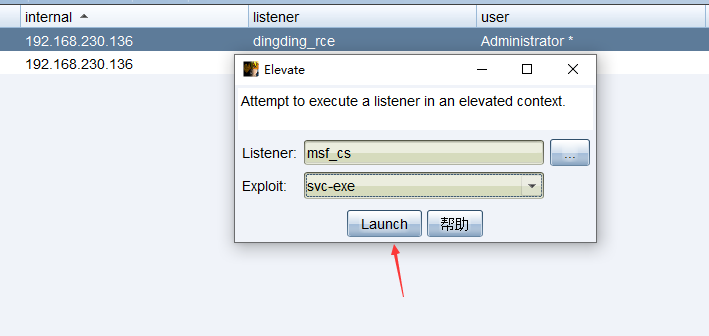 internal listener user
192.168.230.136 dingding_rce Administrator *
192.168.230.136
Elevate
Attempt to execute a listener in an elevated context.
Listener: msf_cs ...
Exploit: svc-exe
Launch 帮助